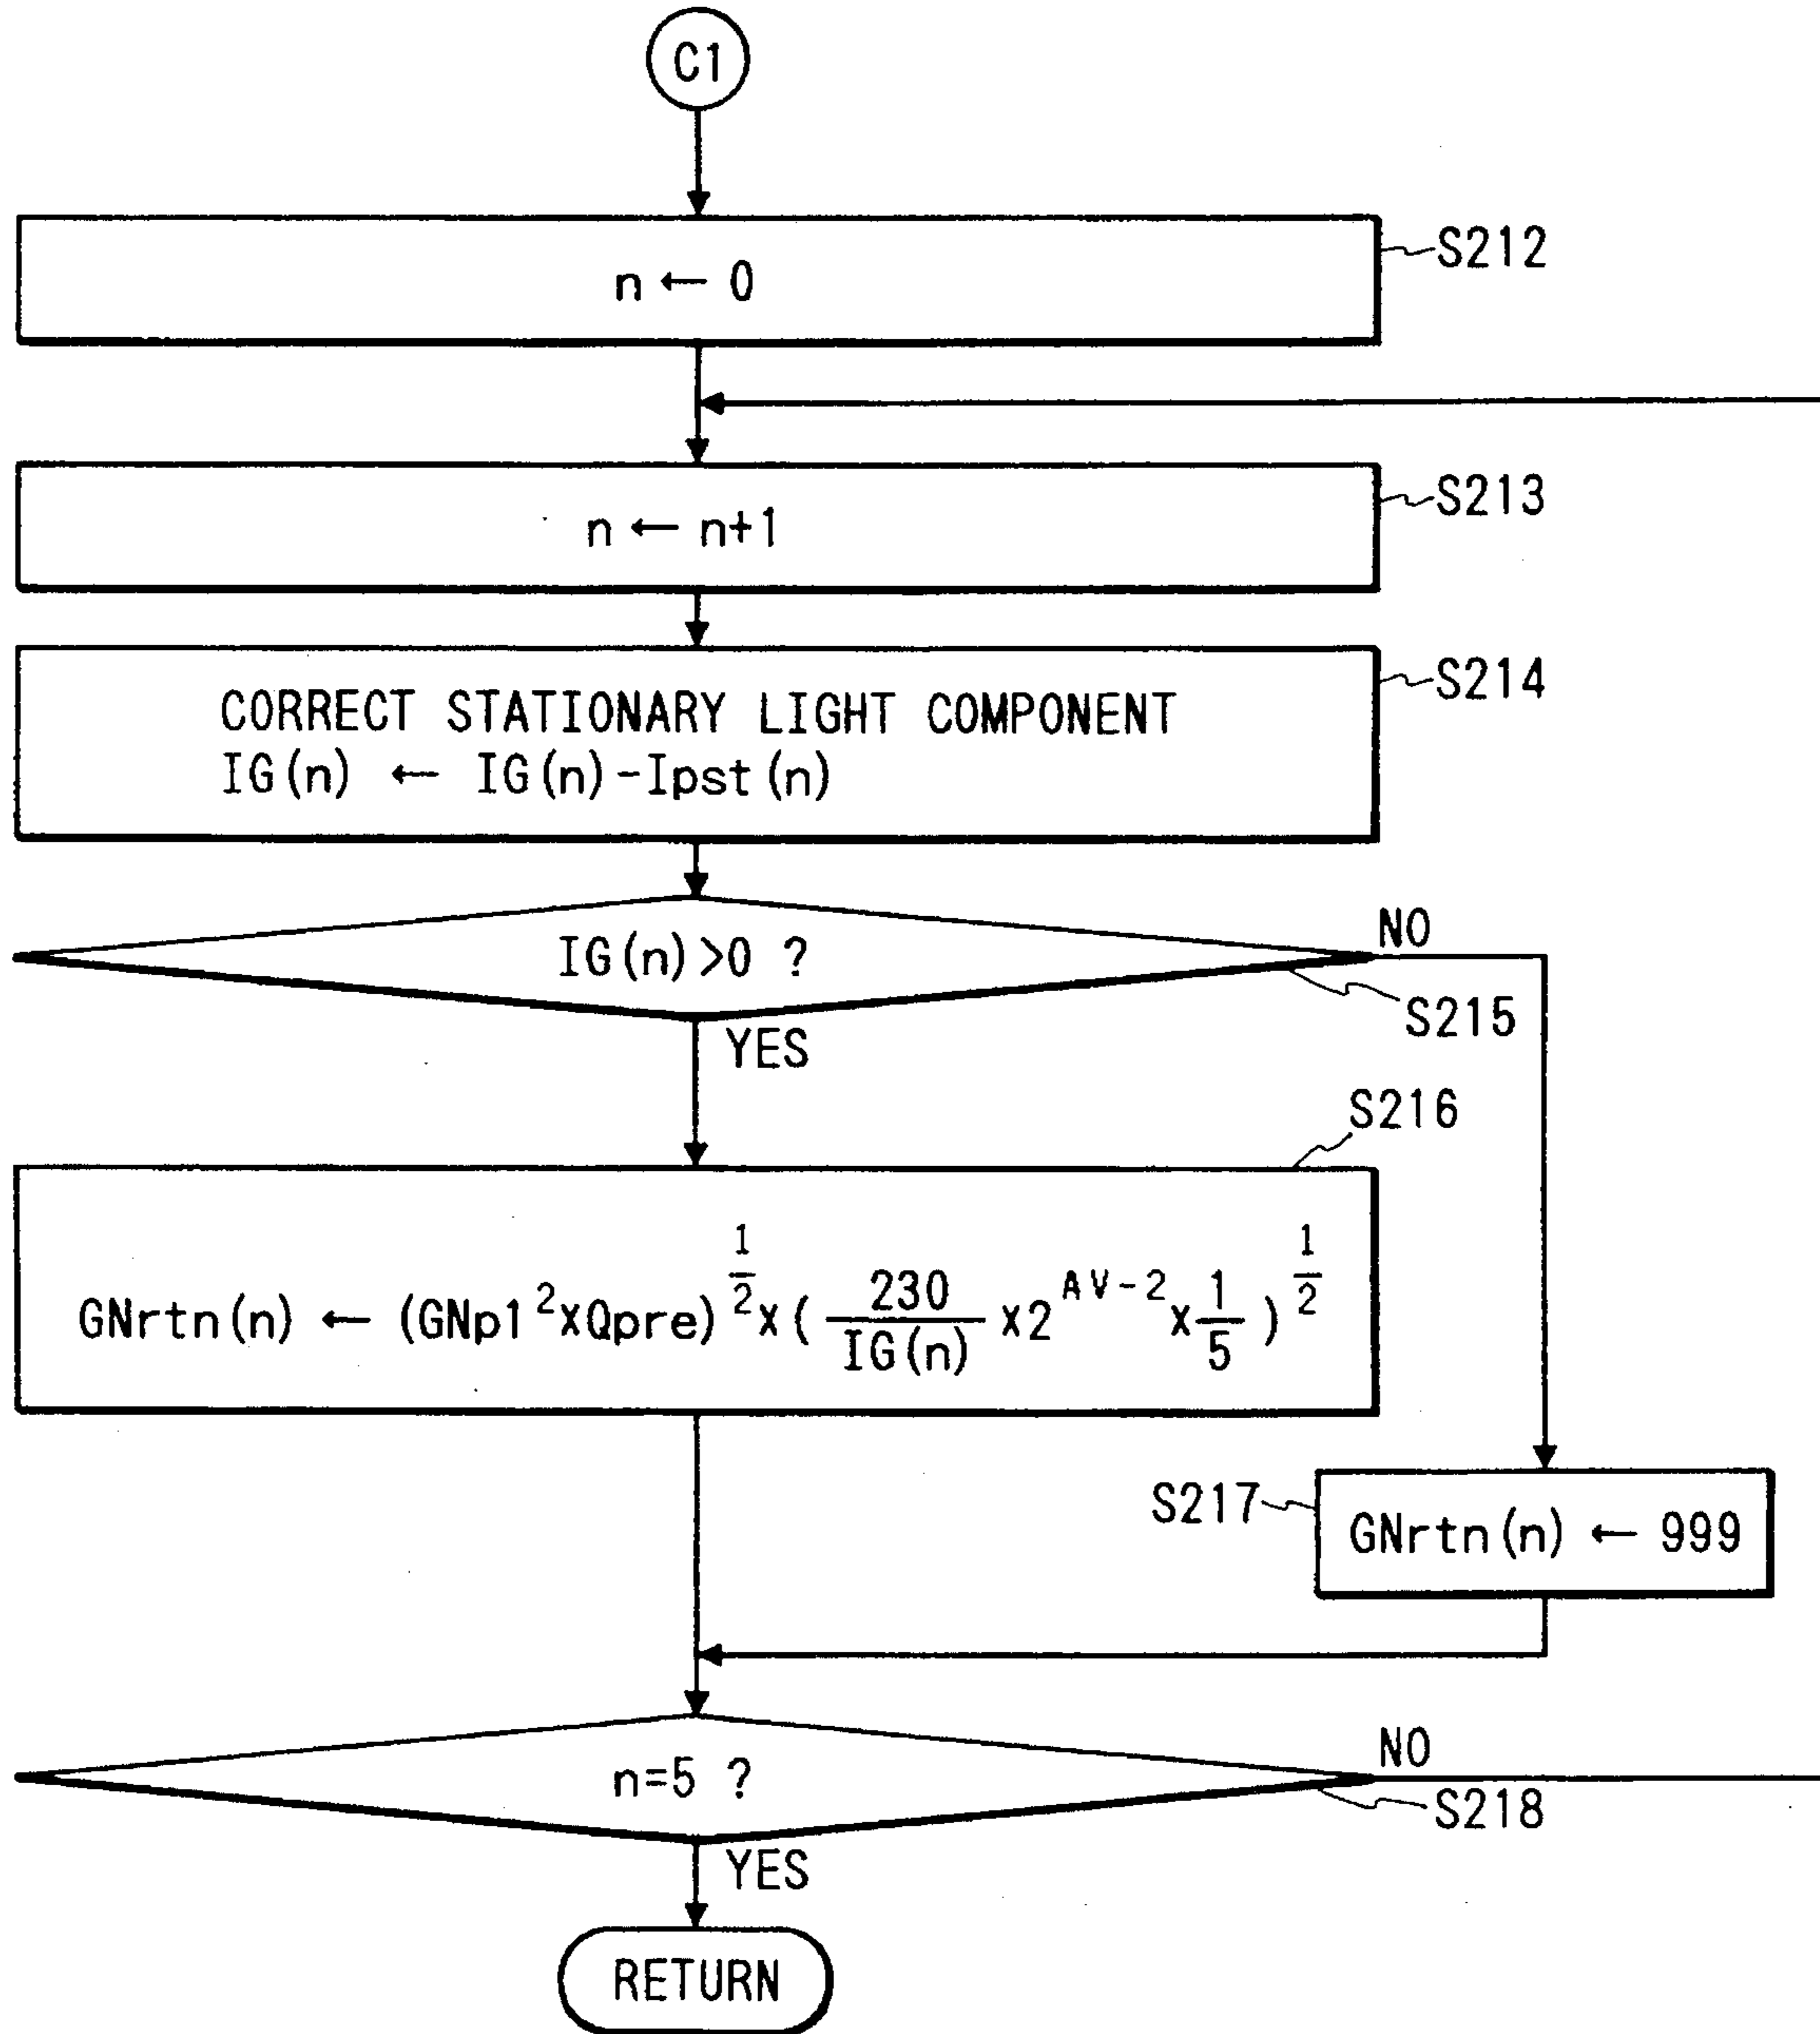 C1
S212
n ← 0
S213
n ← n+1
S214
CORRECT STATIONARY LIGHT COMPONENT
IG(n) ← IG(n)-Ipst(n)
NO
IG(n)>0 ?
S215
YES
S216
GNrtn(n) ← (GNp1²xQpre)^1/2 x(230/IG(n) x2^AV-2 x1/5)^1/2
S217
GNrtn(n) ← 999
NO
n=5 ?
S218
YES
RETURN